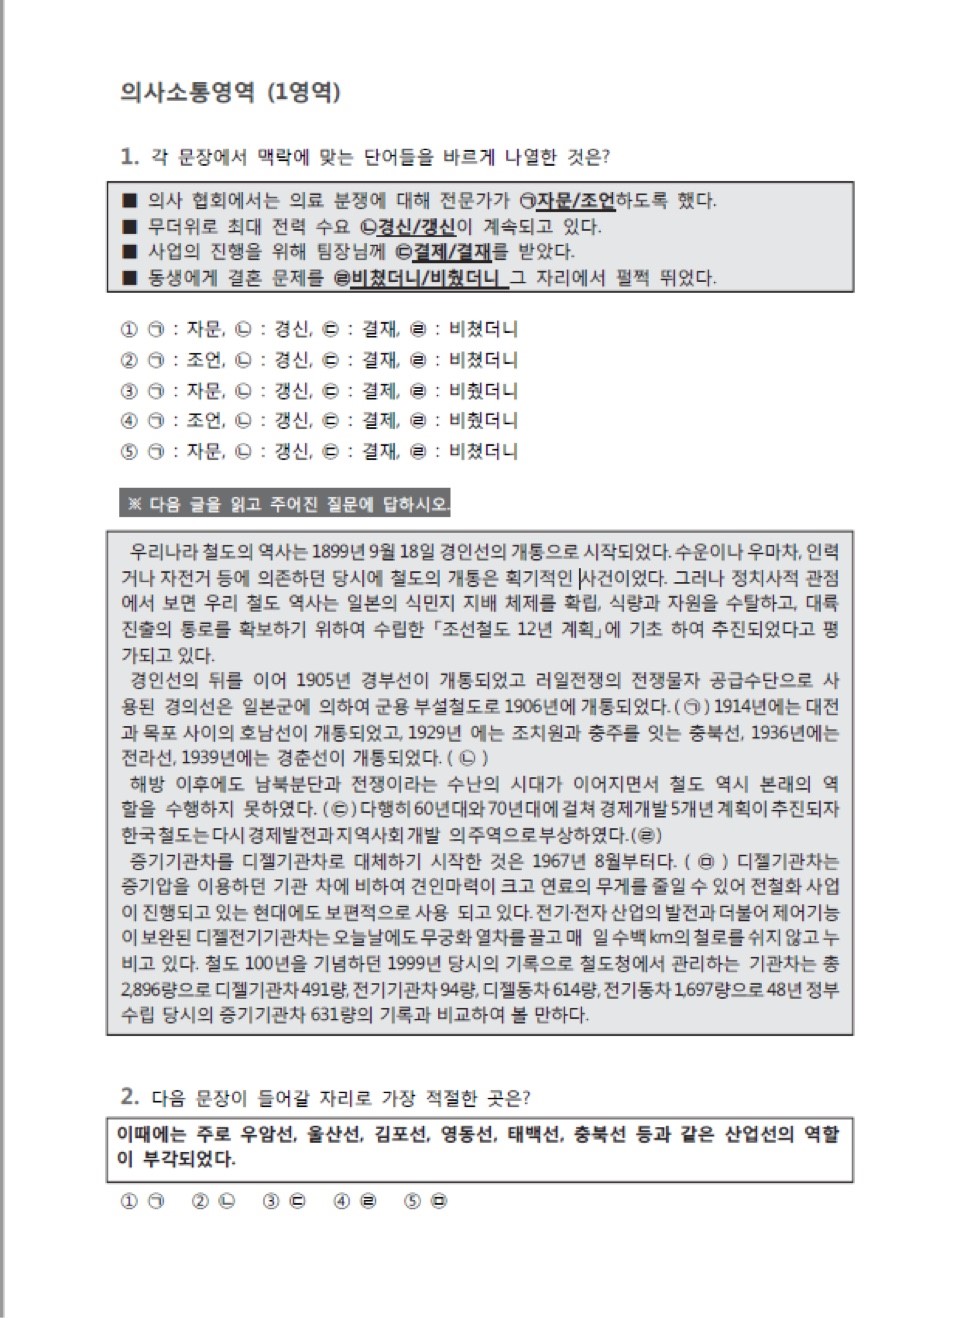 의사소통영역 (1영역)
1. 각 문장에서 맥락에 맞는 단어들을 바르게 나열한 것은?
■ 의사 협회에서는 의료 분쟁에 대해 전문가가 ㉠자문/조언하도록 했다.
■ 무더위로 최대 전력 수요 ㉡경신/갱신이 계속되고 있다.
■ 사업의 진행을 위해 팀장님께 ㉢결제/결재를 받았다.
■ 동생에게 결혼 문제를 ㉣비쳤더니/비췄더니 그 자리에서 펄쩍 뛰었다.
① ㉠ : 자문, ㉡ : 경신, ㉢ : 결재, ㉣ : 비쳤더니
② ㉠ : 조언, ㉡ : 경신, ㉢ : 결재, ㉣ : 비쳤더니
③ ㉠ : 자문, ㉡ : 갱신, ㉢ : 결제, ㉣ : 비췄더니
④ ㉠ : 조언, ㉡ : 갱신, ㉢ : 결제, ㉣ : 비췄더니
⑤ ㉠ : 자문, ㉡ : 갱신, ㉢ : 결재, ㉣ : 비쳤더니
※ 다음 글을 읽고 주어진 질문에 답하시오.
우리나라 철도의 역사는 1899년 9월 18일 경인선의 개통으로 시작되었다. 수운이나 우마차, 인력
거나 자전거 등에 의존하던 당시에 철도의 개통은 획기적인 사건이었다. 그러나 정치사적 관점
에서 보면 우리 철도 역사는 일본의 식민지 지배 체제를 확립, 식량과 자원을 수탈하고, 대륙
진출의 통로를 확보하기 위하여 수립한 「조선철도 12년 계획」에 기초 하여 추진되었다고 평
가되고 있다.
경인선의 뒤를 이어 1905년 경부선이 개통되었고 러일전쟁의 전쟁물자 공급수단으로 사
용된 경의선은 일본군에 의하여 군용 부설철도로 1906년에 개통되었다. ( ㉠ ) 1914년에는 대전
과 목포 사이의 호남선이 개통되었고, 1929년 에는 조치원과 충주를 잇는 충북선, 1936년에는
전라선, 1939년에는 경춘선이 개통되었다. ( ㉡ )
해방 이후에도 남북분단과 전쟁이라는 수난의 시대가 이어지면서 철도 역시 본래의 역
할을 수행하지 못하였다. (㉢) 다행히 60년대와 70년대에 걸쳐 경제개발 5개년 계획이 추진되자
한국철도는 다시 경제발전과 지역사회 개발 의 주역으로 부상하였다. (㉣)
증기기관차를 디젤기관차로 대체하기 시작한 것은 1967년 8월부터다. ( ㉤ ) 디젤기관차는
증기압을 이용하던 기관 차에 비하여 견인마력이 크고 연료의 무게를 줄일 수 있어 전철화 사업
이 진행되고 있는 현대에도 보편적으로 사용 되고 있다. 전기·전자 산업의 발전과 더불어 제어기능
이 보완된 디젤전기기관차는 오늘날에도 무궁화 열차를 끌고 매 일 수백km의 철로를 쉬지 않고 누
비고 있다. 철도 100년을 기념하던 1999년 당시의 기록으로 철도청에서 관리하는 기관차는 총
2,896량으로 디젤기관차 491량, 전기기관차 94량, 디젤동차 614량, 전기동차 1,697량으로 48년 정부
수립 당시의 증기기관차 631량의 기록과 비교하여 볼 만하다.
2. 다음 문장이 들어갈 자리로 가장 적절한 곳은?
이때에는 주로 우암선, 울산선, 김포선, 영동선, 태백선, 충북선 등과 같은 산업선의 역할
이 부각되었다.
① ㉠ ② ㉡ ③ ㉢ ④ ㉣ ⑤ ㉤